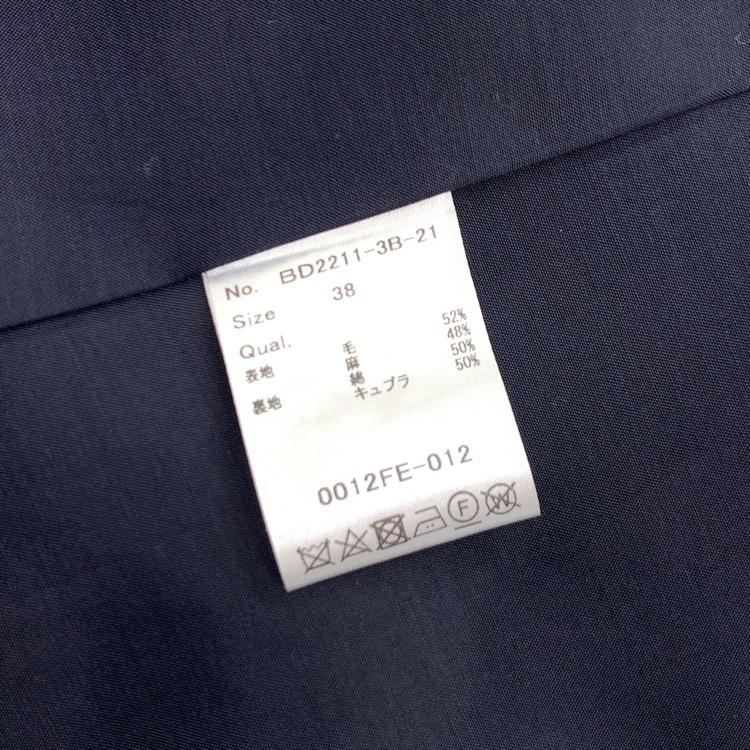 No. BD2211-3B-21
Size 38
Qual.
表地 毛 52%
麻 48%
裏地 綿 50%
キュプラ 50%
0012FE-012
F
W